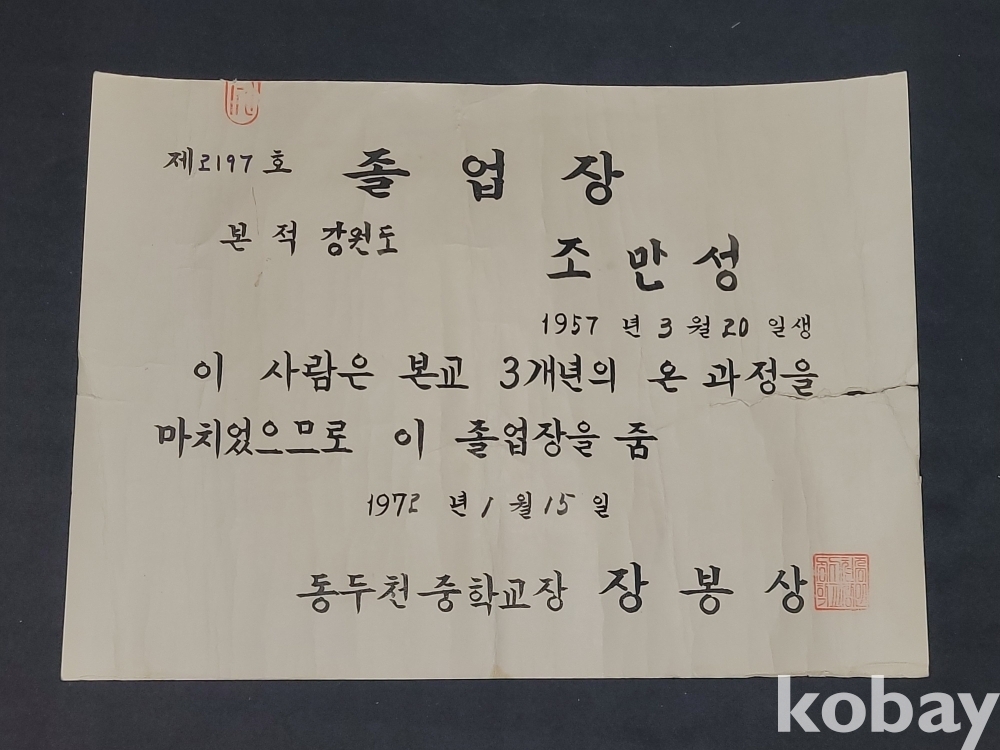 제2197호 졸업장
본적 강원도
조만성
1957년 3월 20일생
이 사람은 본교 3개년의 온 과정을
마치었으므로 이 졸업장을 줌
1972년 1월 15일
동두천중학교장 장봉상
kobay